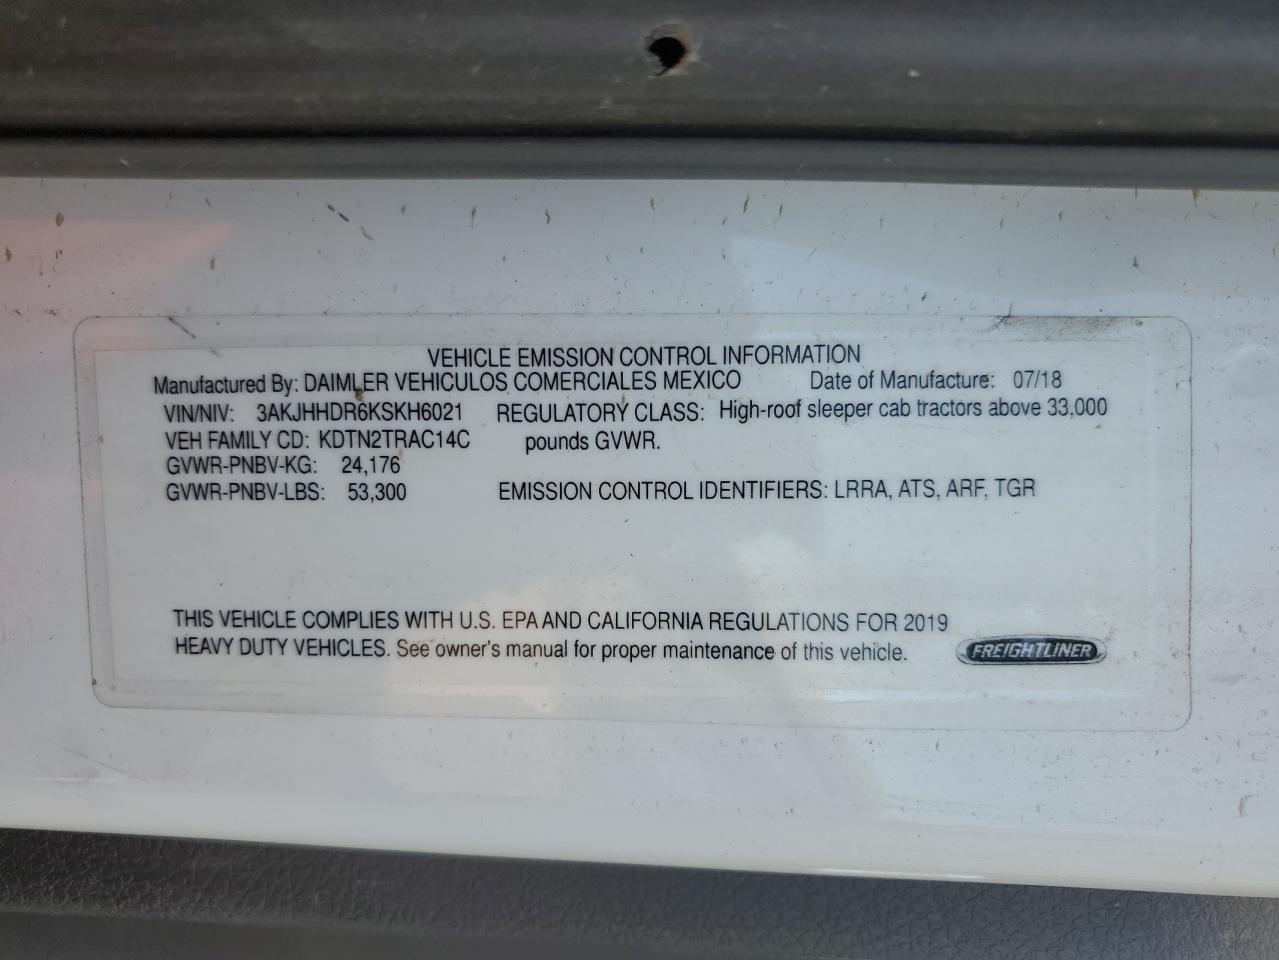 VEHICLE EMISSION CONTROL INFORMATION
Manufactured By: DAIMLER VEHICULOS COMERCIALES MEXICO Date of Manufacture: 07/18
VIN/NIV: 3AKJHHDR6KSKH6021 REGULATORY CLASS: High-roof sleeper cab tractors above 33,000
VEH FAMILY CD: KDTN2TRAC14C pounds GVWR.
GVWR-PNBV-KG: 24,176
GVWR-PNBV-LBS: 53,300 EMISSION CONTROL IDENTIFIERS: LRRA, ATS, ARF, TGR
THIS VEHICLE COMPLIES WITH U.S. EPA AND CALIFORNIA REGULATIONS FOR 2019
HEAVY DUTY VEHICLES. See owner's manual for proper maintenance of this vehicle.
FREIGHTLINER